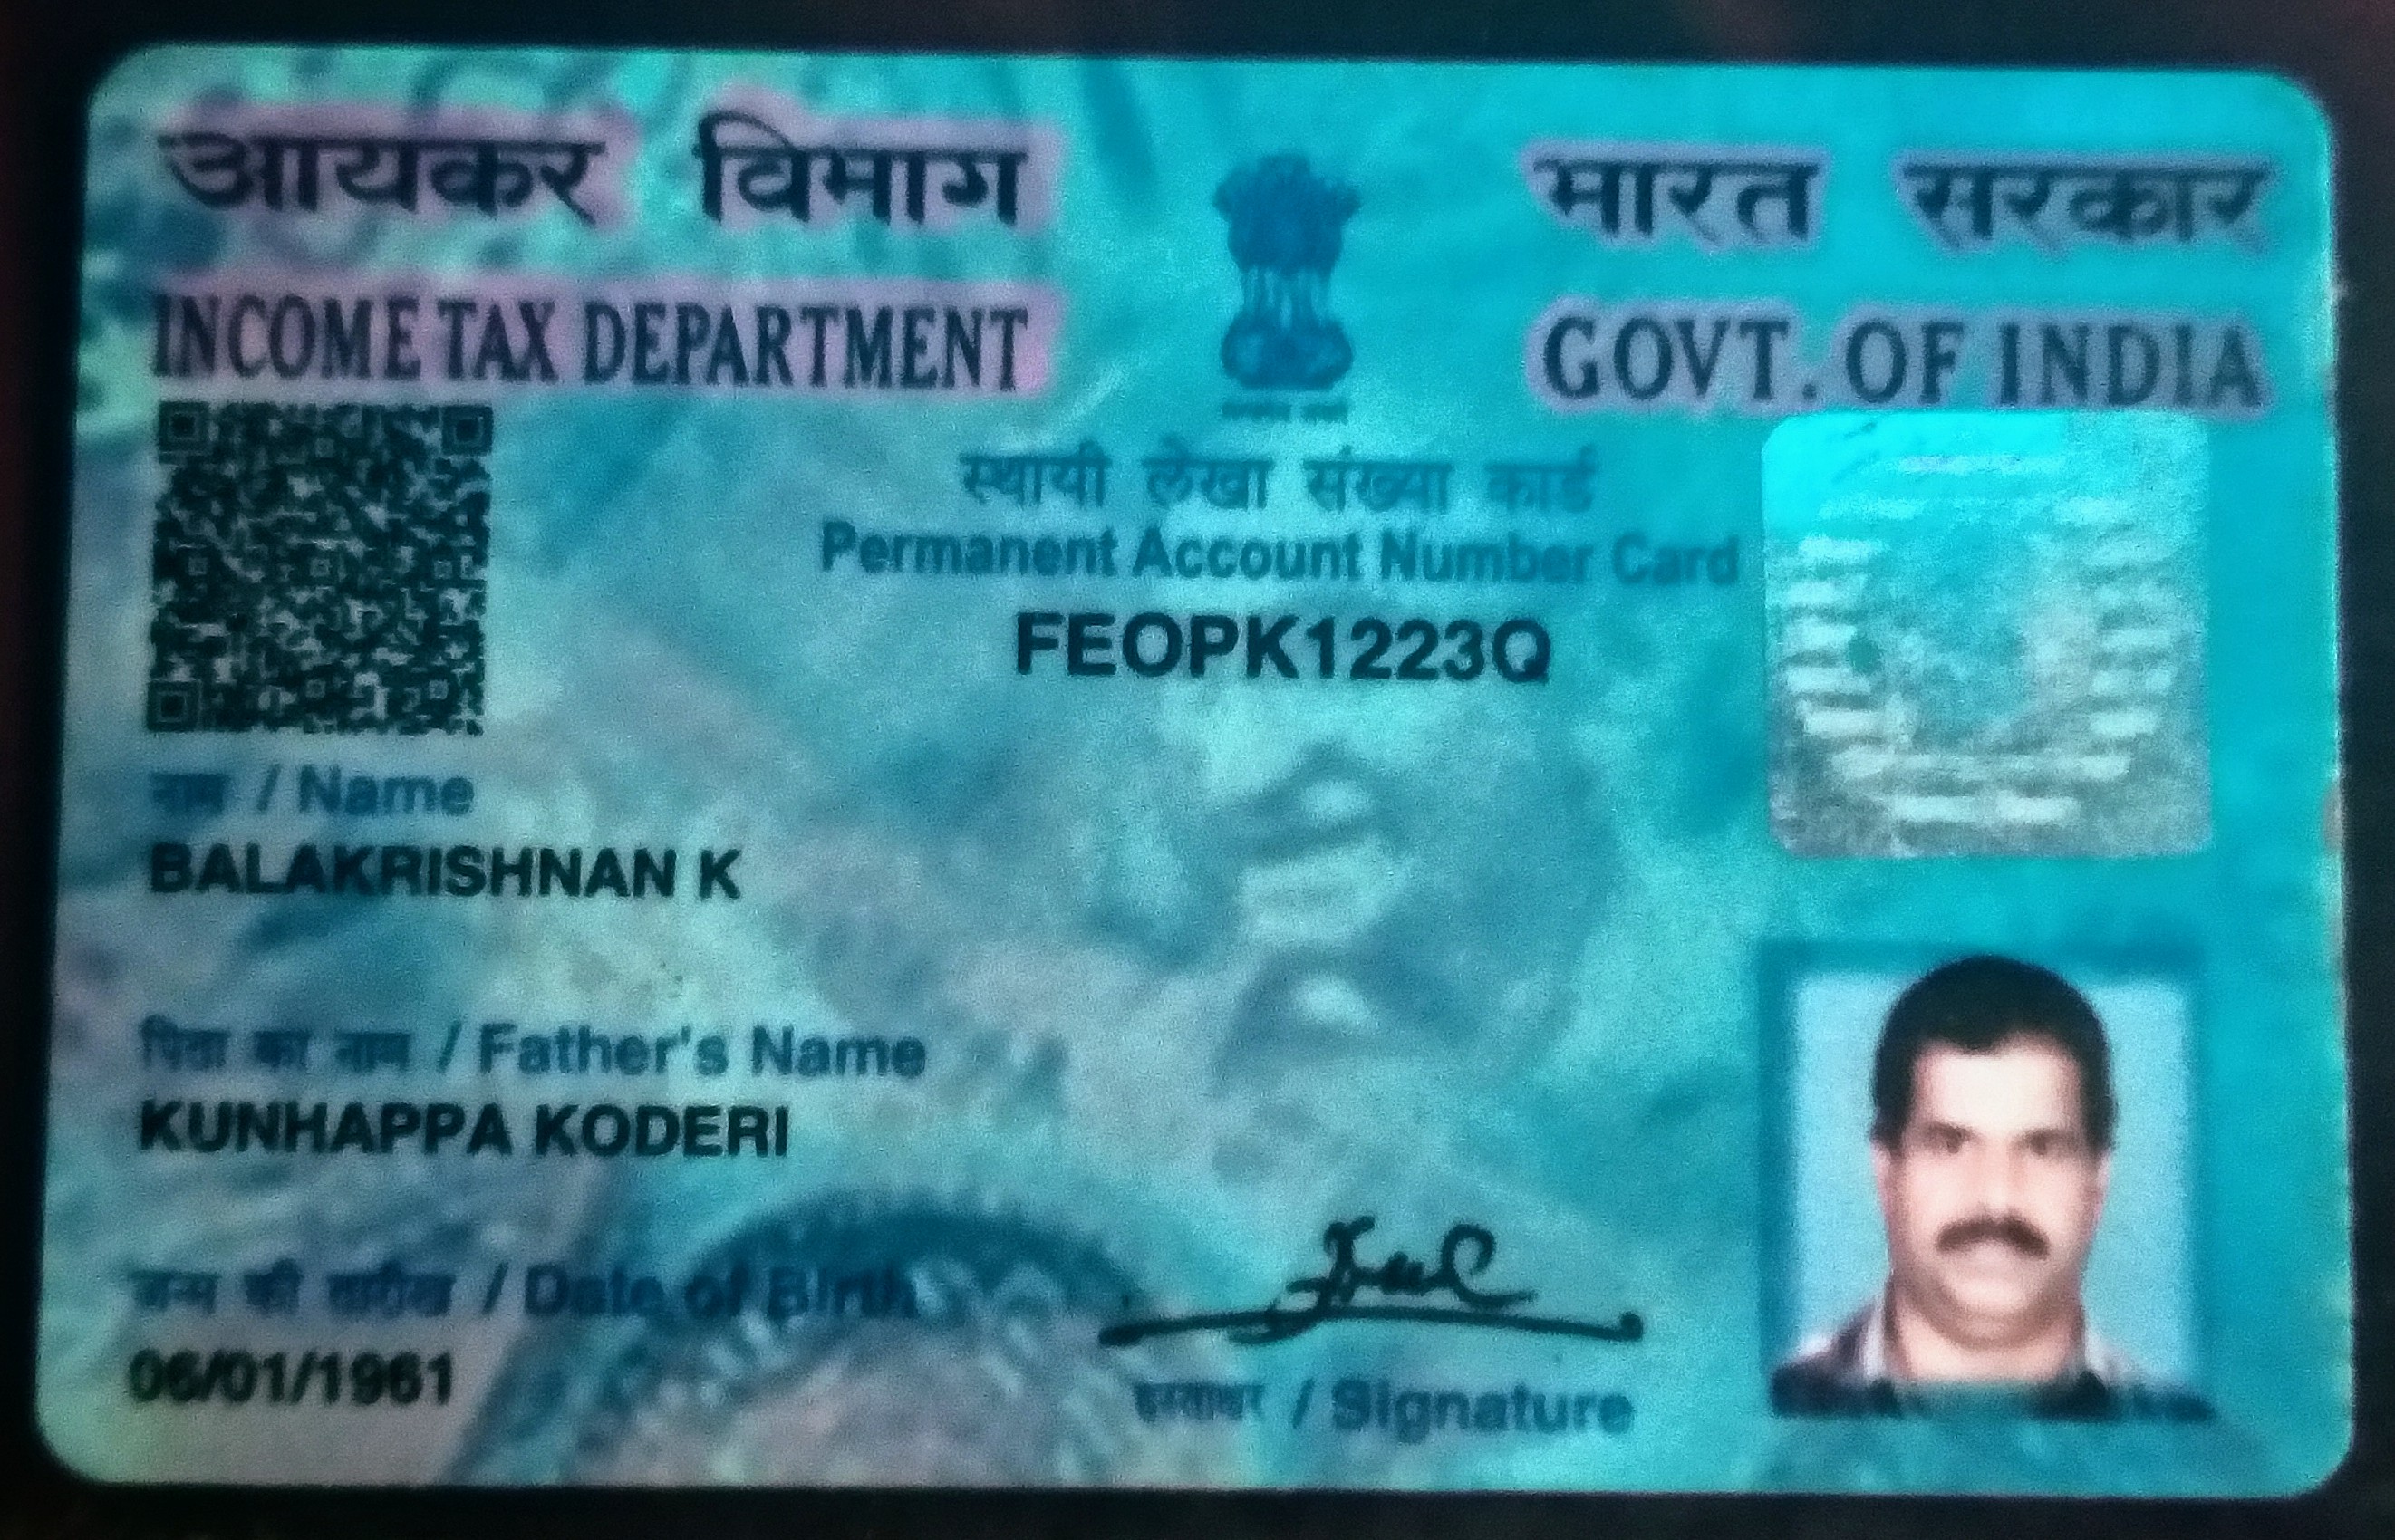 आयकर विभाग
INCOME TAX DEPARTMENT
भारत सरकार
GOVT. OF INDIA
स्थायी लेखा संख्या कार्ड
Permanent Account Number Card
FEOPK1223Q
नाम / Name
BALAKRISHNAN K
पिता का नाम / Father's Name
KUNHAPPA KODERI
जन्म की तारीख / Date of Birth
06/01/1961
हस्ताक्षर / Signature